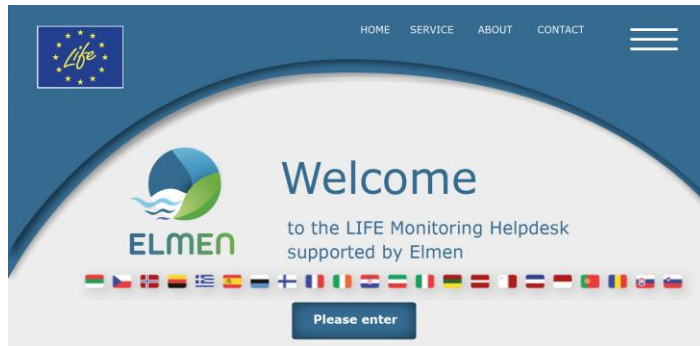 HOME SERVICE ABOUT CONTACT
Life
Welcome
to the LIFE Monitoring Helpdesk
supported by Elmen
ELMEN
Please enter